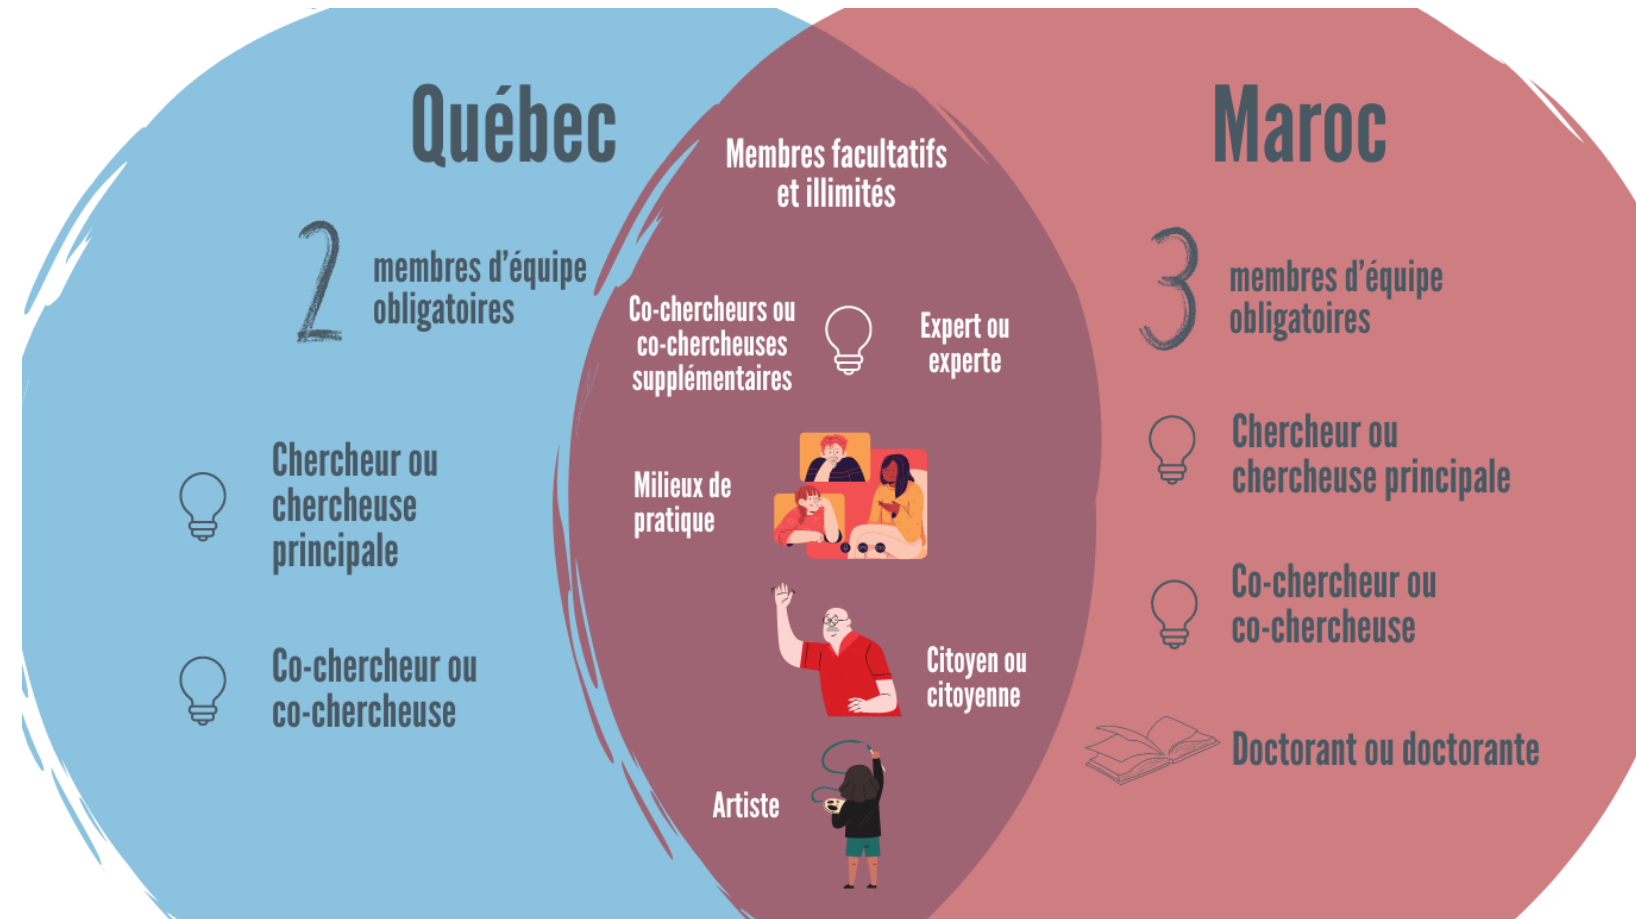 Québec
2
membres d'équipe
obligatoires
Chercheur ou
chercheuse
principale
Co-chercheur ou
co-chercheuse
Membres facultatifs
et illimités
Co-chercheurs ou
co-chercheuses
supplémentaires
Expert ou
experte
Milieux de
pratique
Citoyen ou
citoyenne
Artiste
Maroc
3
membres d'équipe
obligatoires
Chercheur ou
chercheuse principale
Co-chercheur ou
co-chercheuse
Doctorant ou doctorante